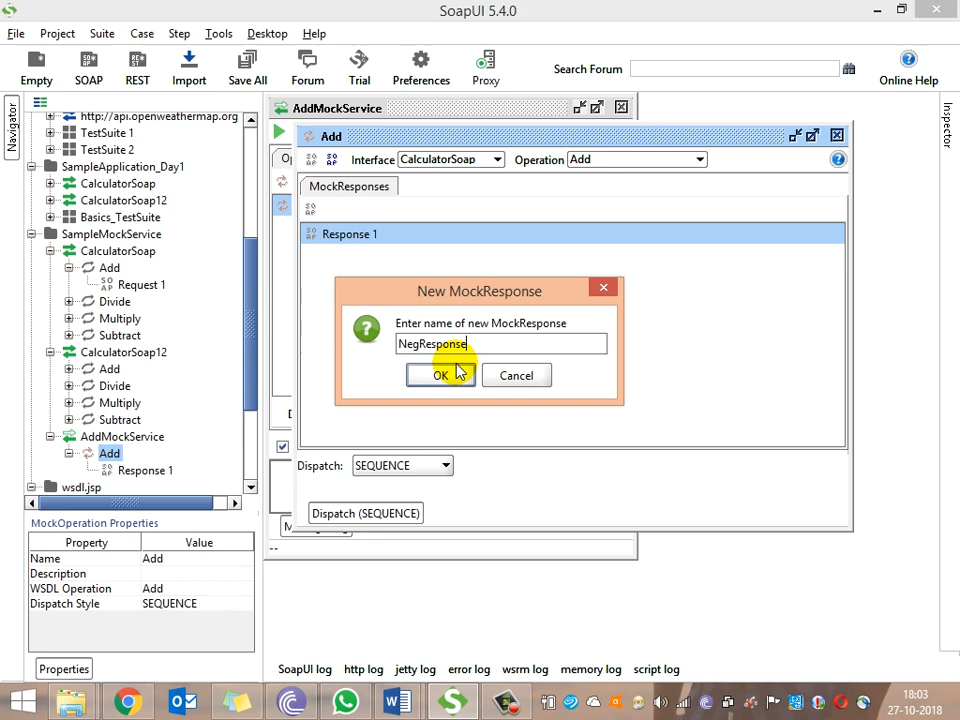 SoapUI 5.4.0
File Project Suite Case Step Tools Desktop Help
Empty SOAP REST Import Save All Forum Trial Preferences Proxy
Search Forum
Online Help
Navigator
http://api.openweathermap.org
TestSuite 1
TestSuite 2
SampleApplication_Day1
CalculatorSoap
CalculatorSoap12
Basics_TestSuite
SampleMockService
CalculatorSoap
Add
Request 1
Divide
Multiply
Subtract
CalculatorSoap12
Add
Divide
Multiply
Subtract
AddMockService
Add
Response 1
wsdl.jsp
MockOperation Properties
Property Value
Name Add
Description
WSDL Operation Add
Dispatch Style SEQUENCE
Properties
AddMockService
Add
Interface CalculatorSoap Operation Add
MockResponses
Response 1
New MockResponse
Enter name of new MockResponse
NegResponse
OK Cancel
Dispatch: SEQUENCE
Dispatch (SEQUENCE)
--
Inspector
SoapUI log http log jetty log error log wsrm log memory log script log
18:03
27-10-2018